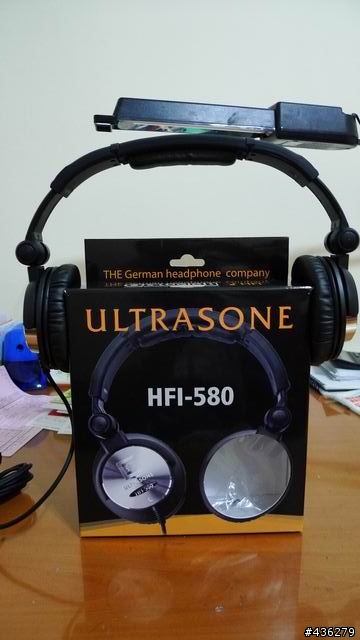 THE German headphone company
ULTRASONE
HFI-580
#436279